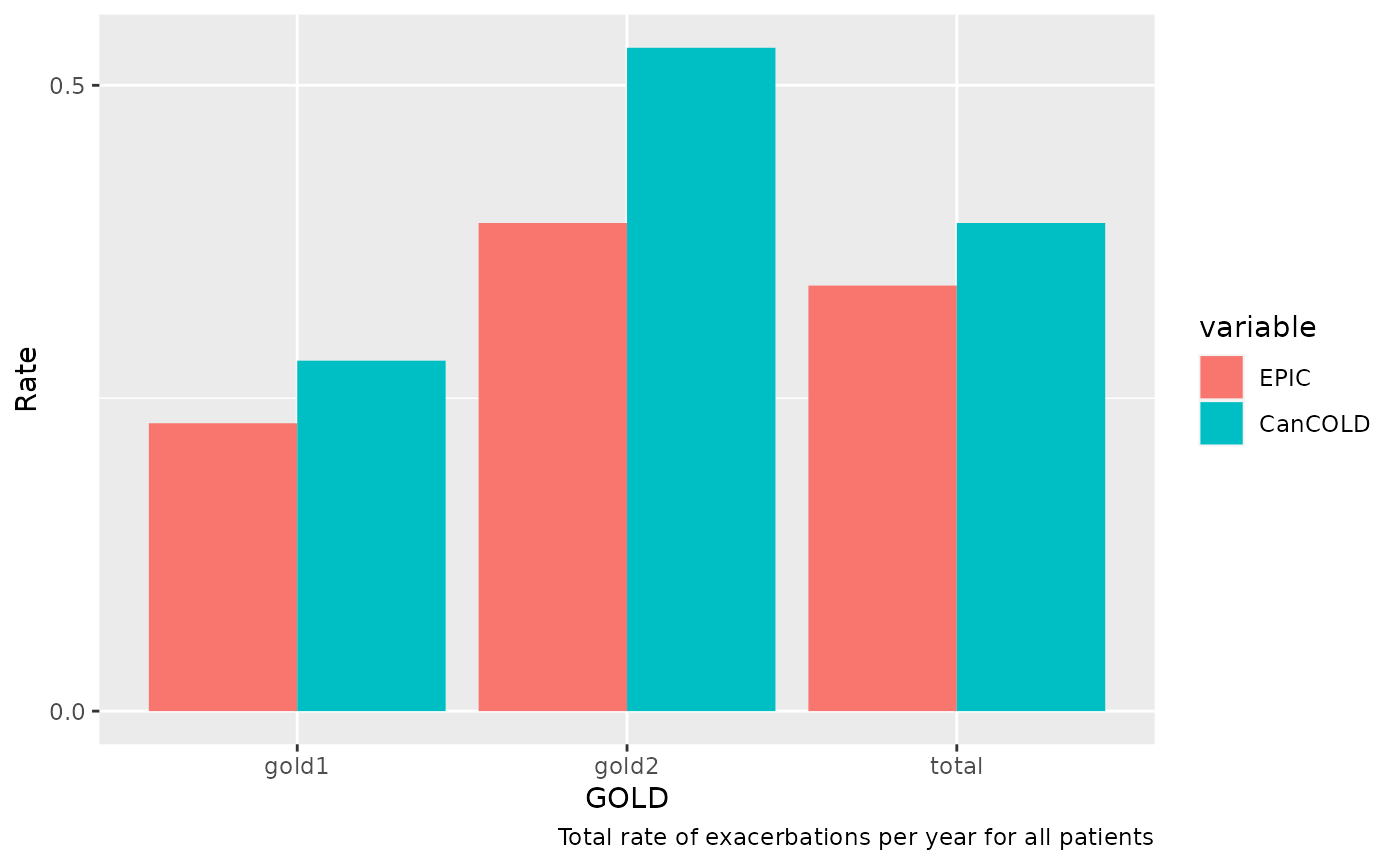 0.5
0.0
Rate
gold1
gold2
total
GOLD
Total rate of exacerbations per year for all patients
variable
EPIC
CanCOLD